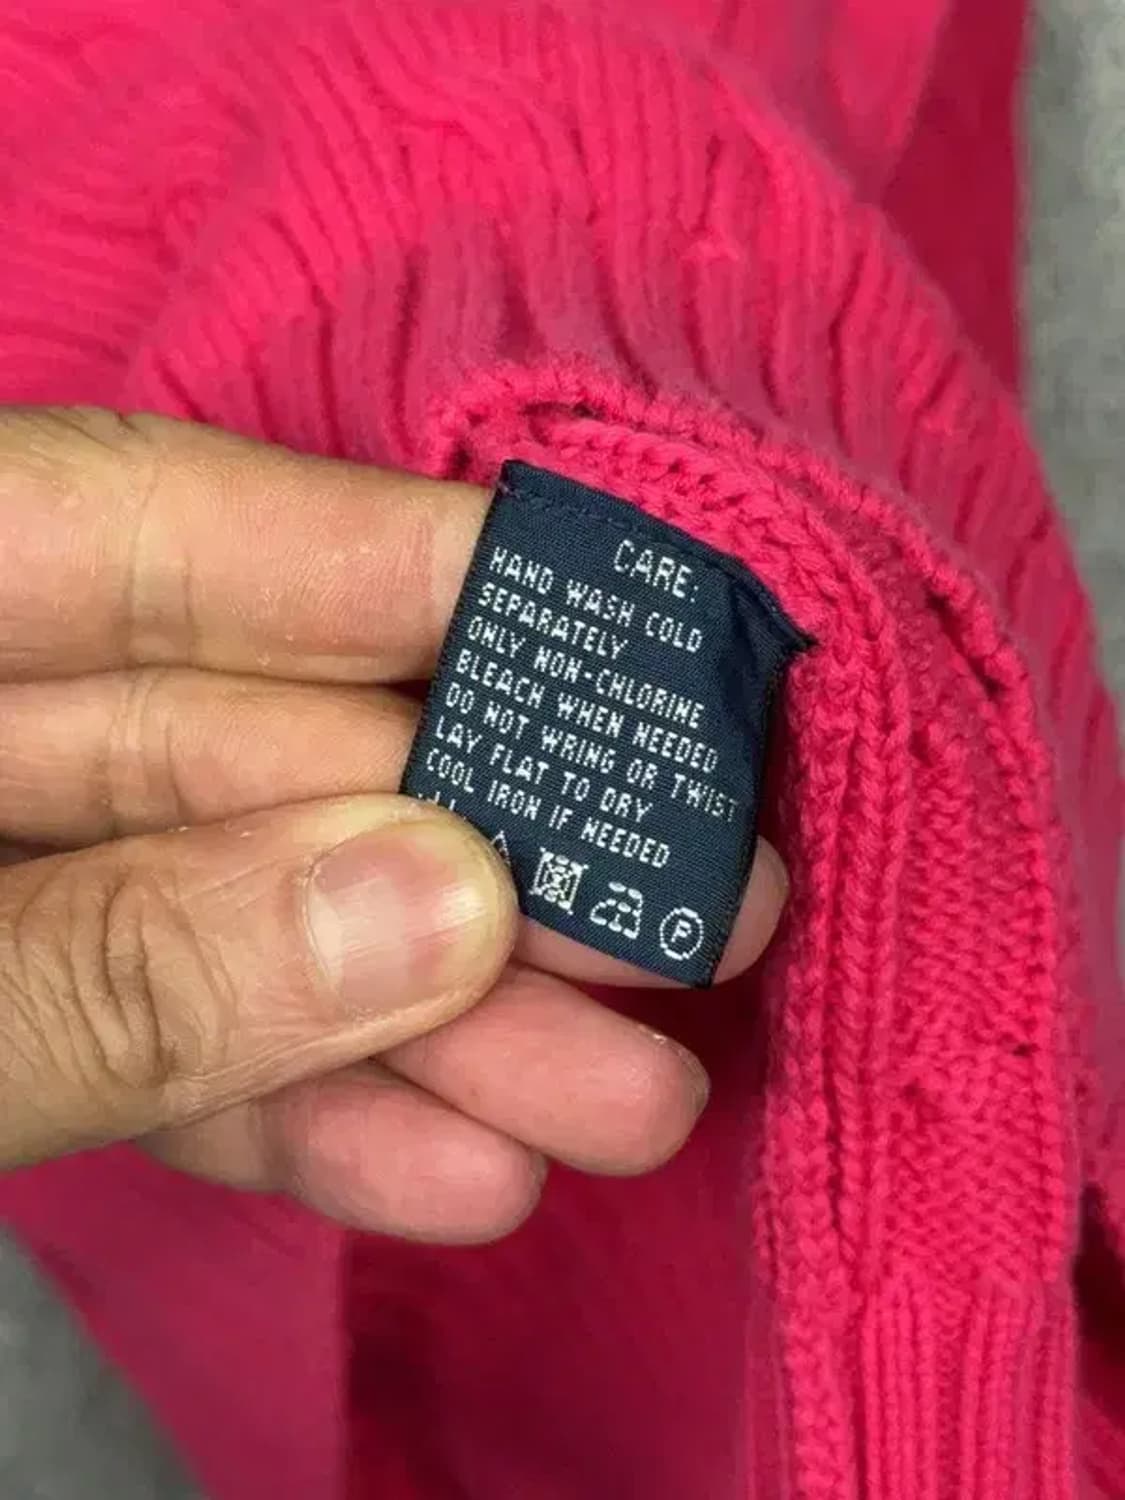 CARE:
HAND WASH COLD
SEPARATELY
ONLY NON-CHLORINE
BLEACH WHEN NEEDED
DO NOT WRING OR TWIST
LAY FLAT TO DRY
COOL IRON IF NEEDED
P